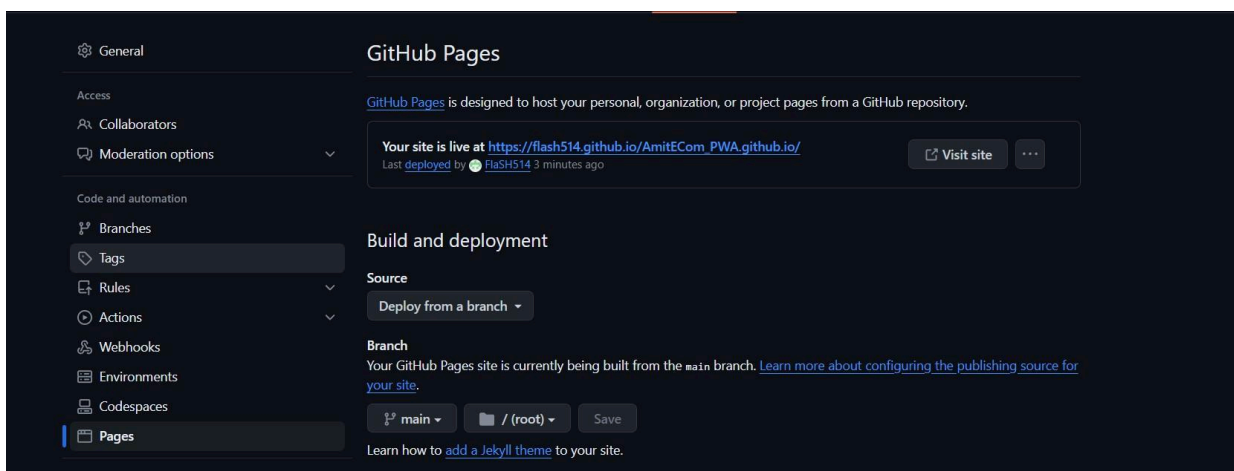 General
Access
Collaborators
Moderation options
Code and automation
Branches
Tags
Rules
Actions
Webhooks
Environments
Codespaces
Pages
GitHub Pages
GitHub Pages is designed to host your personal, organization, or project pages from a GitHub repository.
Your site is live at https://flash514.github.io/AmitECom_PWA.github.io/
Last deployed by FlaSH514 3 minutes ago
Visit site
Build and deployment
Source
Deploy from a branch
Branch
Your GitHub Pages site is currently being built from the main branch. Learn more about configuring the publishing source for
your site.
main / (root) Save
Learn how to add a Jekyll theme to your site.